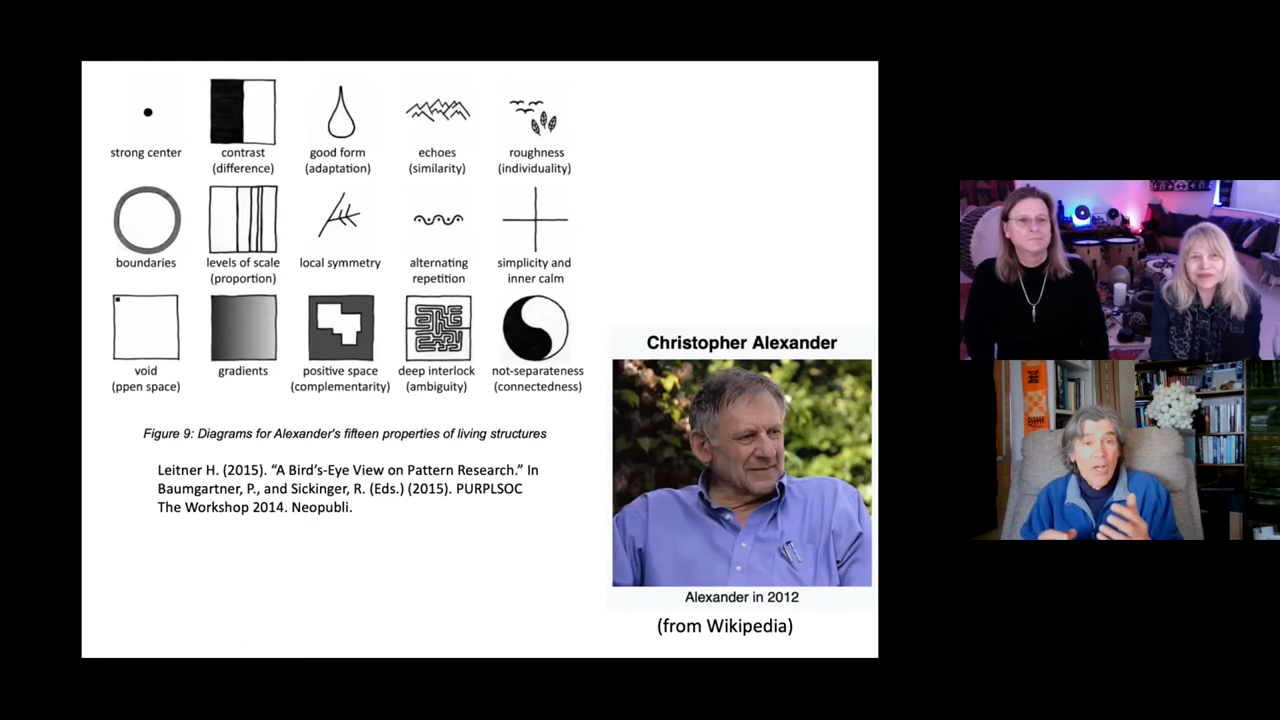 strong center
contrast
(difference)
good form
(adaptation)
echoes
(similarity)
roughness
(individuality)
boundaries
levels of scale
(proportion)
local symmetry
alternating
repetition
simplicity and
inner calm
void
(ppen space)
gradients
positive space
(complementarity)
deep interlock
(ambiguity)
not-separateness
(connectedness)
Figure 9: Diagrams for Alexander's fifteen properties of living structures
Leitner H. (2015). “A Bird’s-Eye View on Pattern Research.” In
Baumgartner, P., and Sickinger, R. (Eds.) (2015). PURPLSOC
The Workshop 2014. Neopubli.
Christopher Alexander
Alexander in 2012
(from Wikipedia)